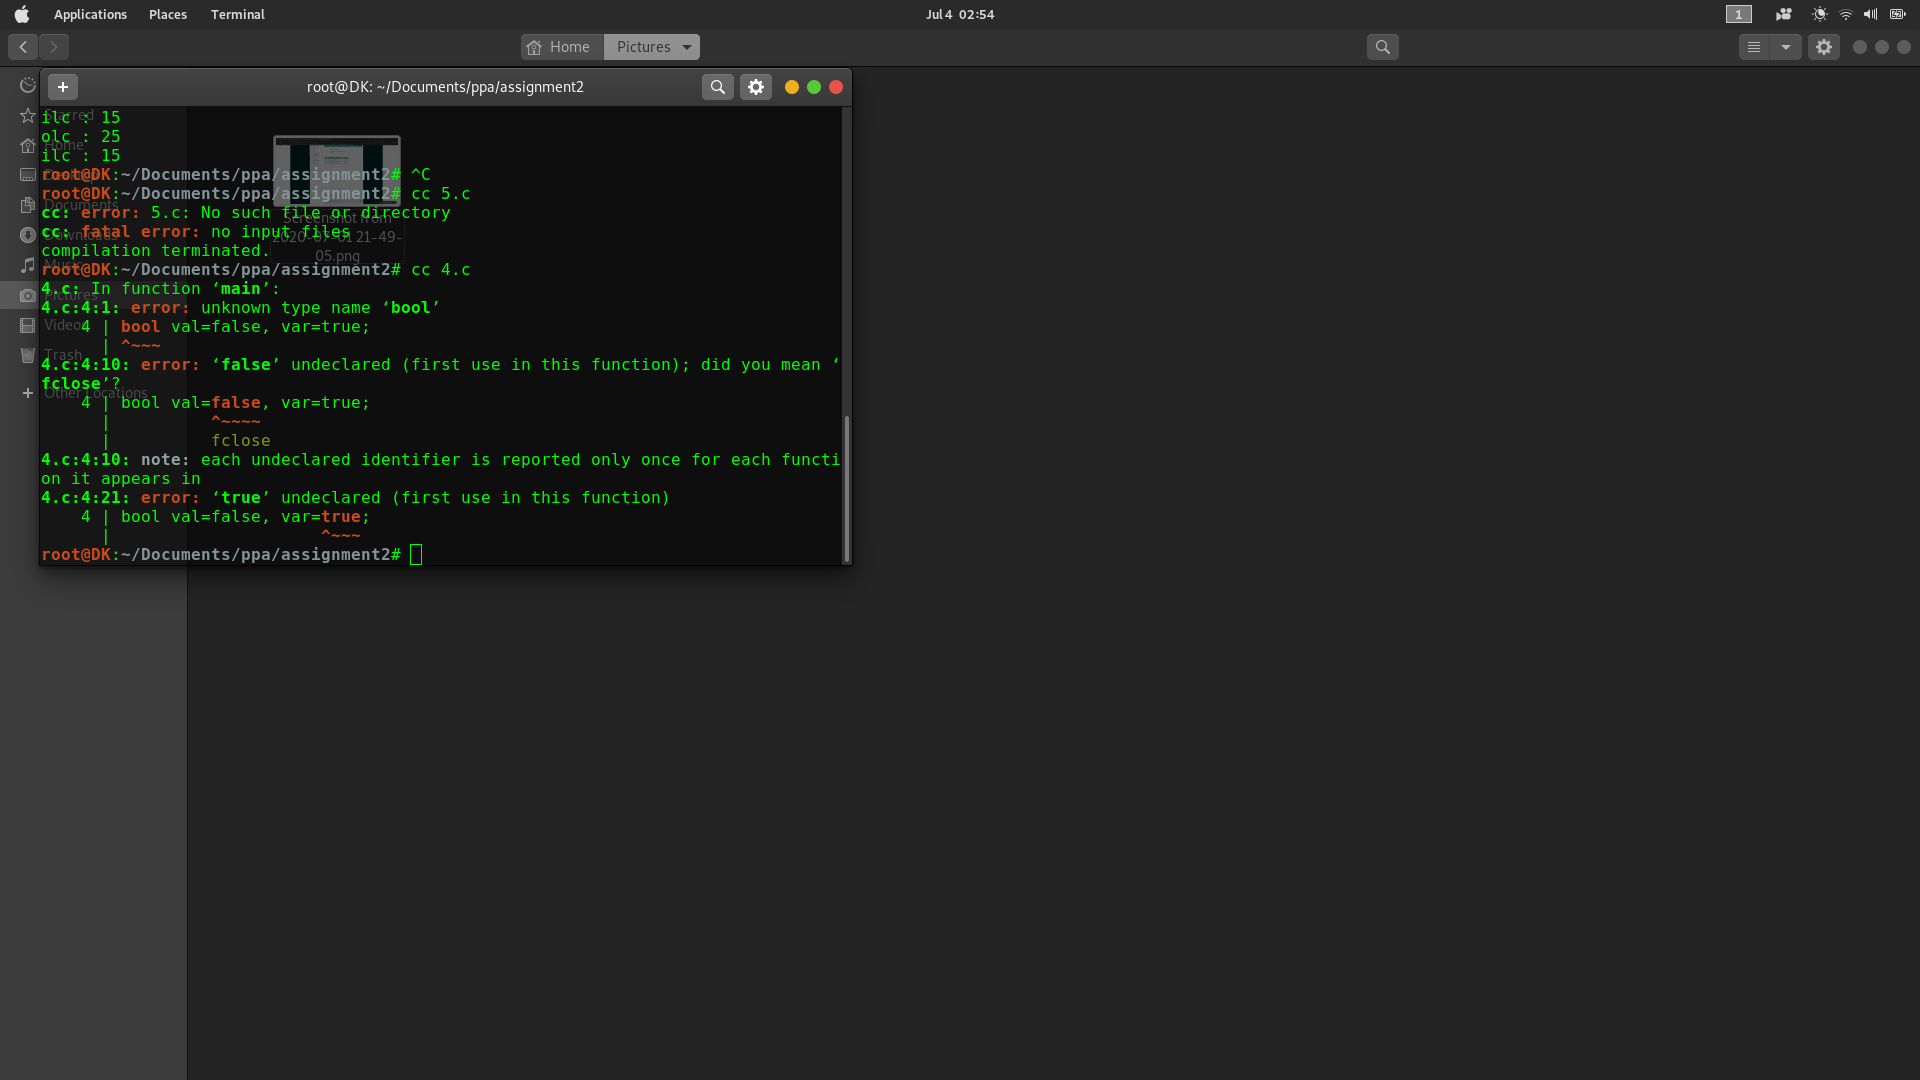 Applications Places Terminal
Jul 4 02:54
1
Home Pictures
root@DK: ~/Documents/ppa/assignment2
Starred
Home
Documents
Downloads
Music
Pictures
Videos
Trash
Other Locations
Screenshot from
2020-07-01 21-49-
05.png
ilc : 15
olc : 25
ilc : 15
root@DK:~/Documents/ppa/assignment2# ^C
root@DK:~/Documents/ppa/assignment2# cc 5.c
cc: error: 5.c: No such file or directory
cc: fatal error: no input files
compilation terminated.
root@DK:~/Documents/ppa/assignment2# cc 4.c
4.c: In function ‘main’:
4.c:4:1: error: unknown type name ‘bool’
4 | bool val=false, var=true;
| ^~~~
4.c:4:10: error: ‘false’ undeclared (first use in this function); did you mean ‘
fclose’?
4 | bool val=false, var=true;
| ^~~~~
| fclose
4.c:4:10: note: each undeclared identifier is reported only once for each functi
on it appears in
4.c:4:21: error: ‘true’ undeclared (first use in this function)
4 | bool val=false, var=true;
| ^~~~
root@DK:~/Documents/ppa/assignment2#